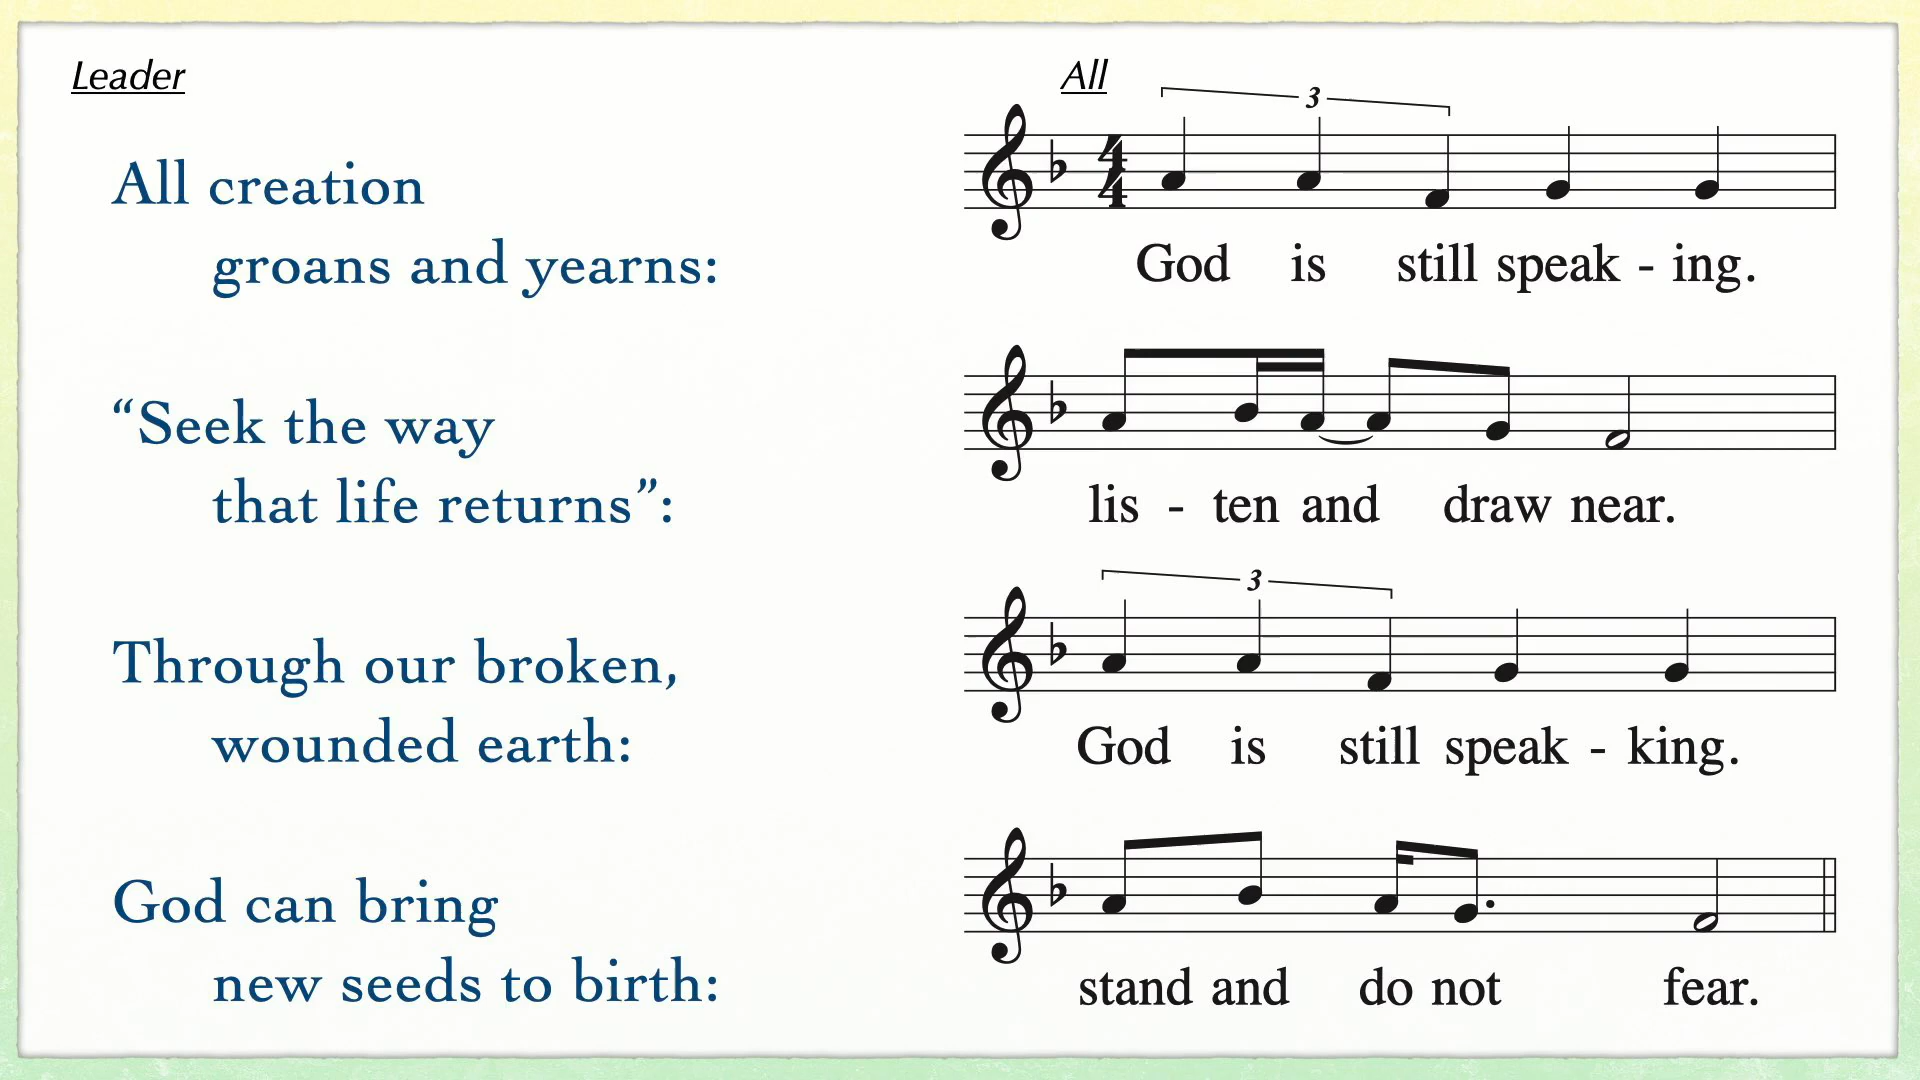 Leader
All
3
4
4
All creation
groans and yearns:
God is still speak - ing.
“Seek the way
that life returns”:
lis - ten and draw near.
3
Through our broken,
wounded earth:
God is still speak - king.
God can bring
new seeds to birth:
stand and do not fear.